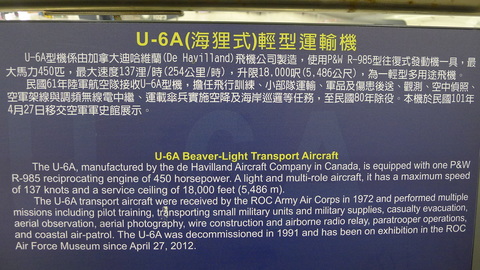 U-6A(海狸式)輕型運輸機
U-6A型機係由加拿大迪哈維蘭(De Havilland)飛機公司製造，使用P&W R-985型往復式發動機一具，最
大馬力450匹，最大速度137浬/時(254公里/時)，升限18,000呎(5,486公尺)，為一輕型多用途飛機。
民國61年陸軍航空隊接收U-6A型機，擔任飛行訓練、小部隊運輸、軍品及傷患後送、觀測、空中偵照、
空軍架線與調頻無線電中繼、運載傘兵實施空降及海岸巡邏等任務，至民國80年除役。本機於民國101年
4月27日移交空軍軍史館展示。
U-6A Beaver-Light Transport Aircraft
The U-6A, manufactured by the de Havilland Aircraft Company in Canada, is equipped with one P&W
R-985 reciprocating engine of 450 horsepower. A light and multi-role aircraft, it has a maximum speed
of 137 knots and a service ceiling of 18,000 feet (5,486 m).
The U-6A transport aircraft were received by the ROC Army Air Corps in 1972 and performed multiple
missions including pilot training, transporting small military units and military supplies, casualty evacuation,
aerial observation, aerial photography, wire construction and airborne radio relay, paratrooper operations,
and coastal air-patrol. The U-6A was decommissioned in 1991 and has been on exhibition in the ROC
Air Force Museum since April 27, 2012.